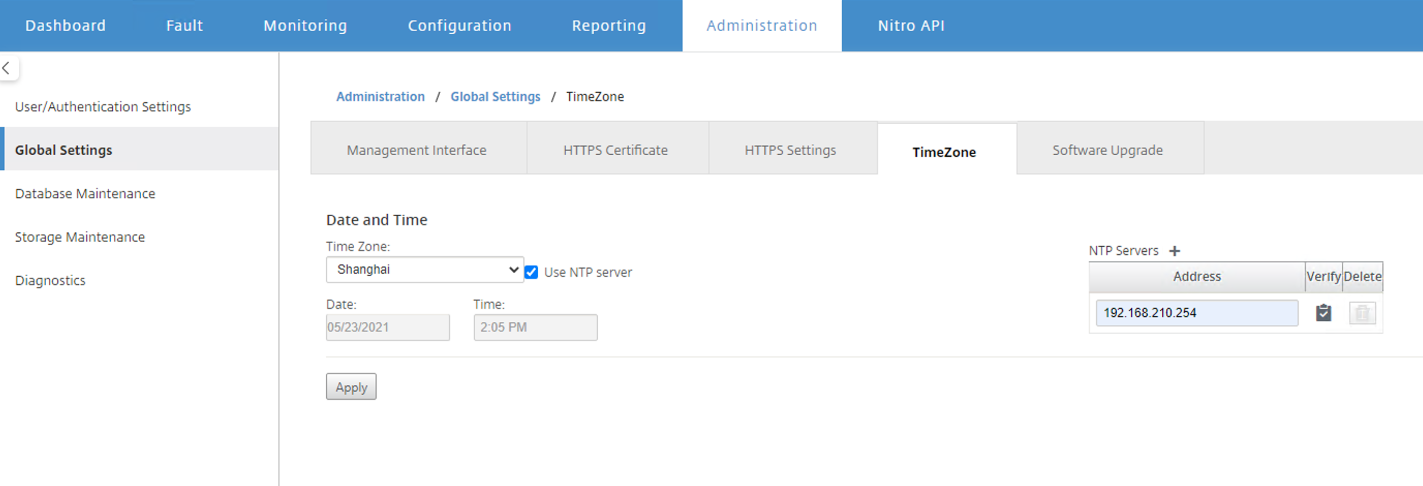 Dashboard Fault Monitoring Configuration Reporting Administration Nitro API
User/Authentication Settings
Global Settings
Database Maintenance
Storage Maintenance
Diagnostics
Administration / Global Settings / TimeZone
Management Interface HTTPS Certificate HTTPS Settings TimeZone Software Upgrade
Date and Time
Time Zone:
Shanghai Use NTP server
Date: Time:
05/23/2021 2:05 PM
Apply
NTP Servers +
Address Verify Delete
192.168.210.254